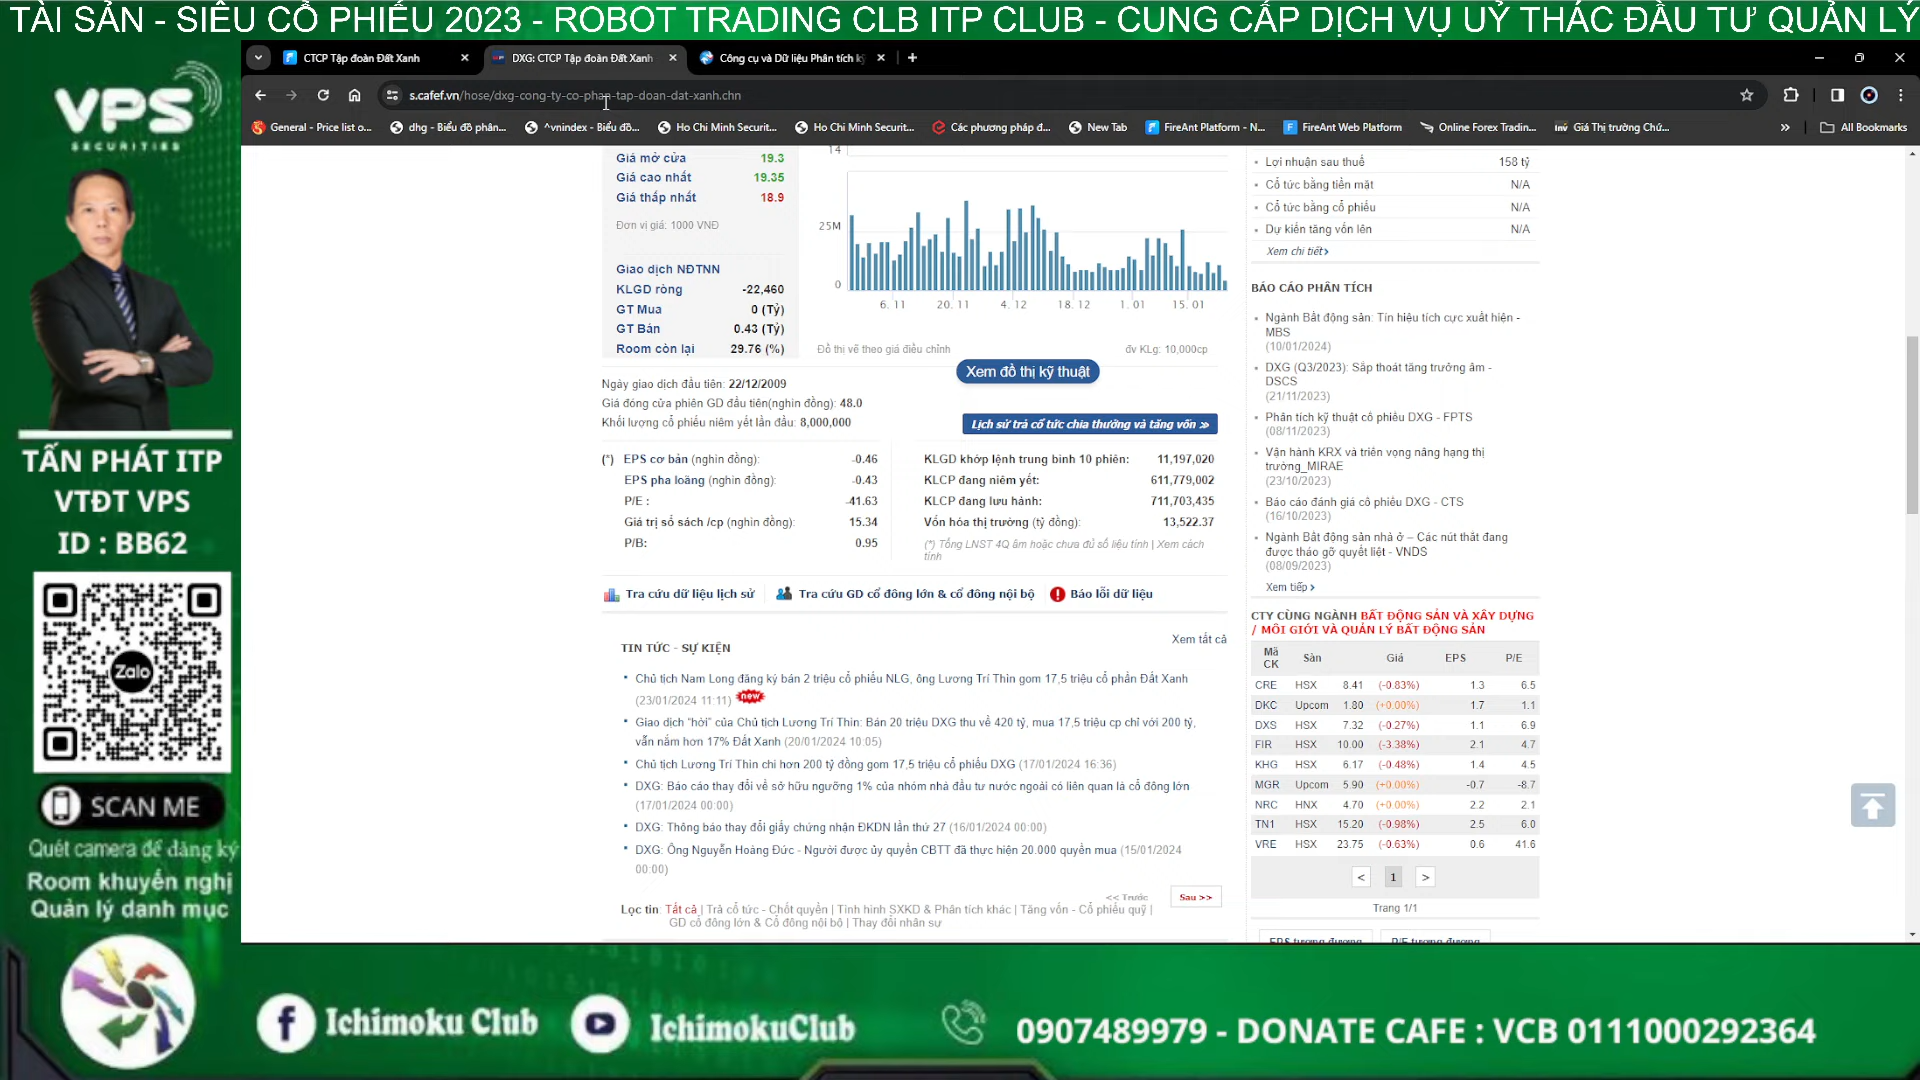 TÀI SẢN - SIÊU CỔ PHIẾU 2023 - ROBOT TRADING CLB ITP CLUB - CUNG CẤP DỊCH VỤ UỶ THÁC ĐẦU TƯ QUẢN LÝ
VPS
SECURITIES
TẤN PHÁT ITP
VTĐT VPS
ID : BB62
Zalo
SCAN ME
Quét camera để đăng ký
Room khuyến nghị
Quản lý danh mục
CTCP Tập đoàn Đất Xanh
DXG: CTCP Tập đoàn Đất Xanh
Công cụ và Dữ liệu Phân tích k
s.cafef.vn/hose/dxg-cong-ty-co-phan-tap-doan-dat-xanh.chn
General - Price list o...
dhg - Biểu đồ phân...
^vnindex - Biểu đồ...
Ho Chi Minh Securit...
Ho Chi Minh Securit...
Các phương pháp đ...
New Tab
FireAnt Platform - N...
FireAnt Web Platform
Online Forex Tradin...
Inv Giá Thị trường Chứ...
»
All Bookmarks
Giá mở cửa 19.3
Giá cao nhất 19.35
Giá thấp nhất 18.9
Đơn vị giá: 1000 VNĐ
Giao dịch NĐTNN
KLGD ròng -22,460
GT Mua 0 (Tỷ)
GT Bán 0.43 (Tỷ)
Room còn lại 29.76 (%)
14
25M
0
6. 11 20. 11 4. 12 18. 12 1. 01 15. 01
Đồ thị vẽ theo giá điều chỉnh
đv KLg: 10,000cp
Xem đồ thị kỹ thuật
Ngày giao dịch đầu tiên: 22/12/2009
Giá đóng cửa phiên GD đầu tiên(nghìn đồng): 48.0
Khối lượng cổ phiếu niêm yết lần đầu: 8,000,000
Lịch sử trả cổ tức chia thưởng và tăng vốn »
(*) EPS cơ bản (nghìn đồng): -0.46
EPS pha loãng (nghìn đồng): -0.43
P/E : -41.63
Giá trị sổ sách /cp (nghìn đồng): 15.34
P/B: 0.95
KLGD khớp lệnh trung bình 10 phiên: 11,197,020
KLCP đang niêm yết: 611,779,002
KLCP đang lưu hành: 711,703,435
Vốn hóa thị trường (tỷ đồng): 13,522.37
(*) Tổng LNST 4Q âm hoặc chưa đủ số liệu tính | Xem cách
tính
Tra cứu dữ liệu lịch sử
Tra cứu GD cổ đông lớn & cổ đông nội bộ
Báo lỗi dữ liệu
TIN TỨC - SỰ KIỆN
Xem tất cả
Chủ tịch Nam Long đăng ký bán 2 triệu cổ phiếu NLG, ông Lương Trí Thìn gom 17,5 triệu cổ phần Đất Xanh
(23/01/2024 11:11) new
Giao dịch "hời" của Chủ tịch Lương Trí Thìn: Bán 20 triệu DXG thu về 420 tỷ, mua 17,5 triệu cp chỉ với 200 tỷ,
vẫn nắm hơn 17% Đất Xanh (20/01/2024 10:05)
Chủ tịch Lương Trí Thìn chi hơn 200 tỷ đồng gom 17,5 triệu cổ phiếu DXG (17/01/2024 16:36)
DXG: Báo cáo thay đổi về sở hữu ngưỡng 1% của nhóm nhà đầu tư nước ngoài có liên quan là cổ đông lớn
(17/01/2024 00:00)
DXG: Thông báo thay đổi giấy chứng nhận ĐKDN lần thứ 27 (16/01/2024 00:00)
DXG: Ông Nguyễn Hoàng Đức - Người được ủy quyền CBTT đã thực hiện 20.000 quyền mua (15/01/2024
00:00)
<< Trước
Sau >>
Lọc tin: Tất cả | Trả cổ tức - Chốt quyền | Tình hình SXKD & Phân tích khác | Tăng vốn - Cổ phiếu quỹ |
GD cổ đông lớn & Cổ đông nội bộ | Thay đổi nhân sự
Lợi nhuận sau thuế 158 tỷ
Cổ tức bằng tiền mặt N/A
Cổ tức bằng cổ phiếu N/A
Dự kiến tăng vốn lên N/A
Xem chi tiết
BÁO CÁO PHÂN TÍCH
Ngành Bất động sản: Tín hiệu tích cực xuất hiện -
MBS
(10/01/2024)
DXG (Q3/2023): Sắp thoát tăng trưởng âm -
DSCS
(21/11/2023)
Phân tích kỹ thuật cổ phiếu DXG - FPTS
(08/11/2023)
Vận hành KRX và triển vọng nâng hạng thị
trường_MIRAE
(23/10/2023)
Báo cáo đánh giá cổ phiếu DXG - CTS
(16/10/2023)
Ngành Bất động sản nhà ở – Các nút thắt đang
được tháo gỡ quyết liệt - VNDS
(08/09/2023)
Xem tiếp
CTY CÙNG NGÀNH BẤT ĐỘNG SẢN VÀ XÂY DỰNG
/ MÔI GIỚI VÀ QUẢN LÝ BẤT ĐỘNG SẢN
Mã CK Sàn Giá EPS P/E
CRE HSX 8.41 (-0.83%) 1.3 6.5
DKC Upcom 1.80 (+0.00%) 1.7 1.1
DXS HSX 7.32 (-0.27%) 1.1 6.9
FIR HSX 10.00 (-3.38%) 2.1 4.7
KHG HSX 6.17 (-0.48%) 1.4 4.5
MGR Upcom 5.90 (+0.00%) -0.7 -8.7
NRC HNX 4.70 (+0.00%) 2.2 2.1
TN1 HSX 15.20 (-0.98%) 2.5 6.0
VRE HSX 23.75 (-0.63%) 0.6 41.6
< 1 >
Trang 1/1
EPS tương đương
P/E tương đương
Ichimoku Club
IchimokuClub
0907489979 - DONATE CAFE : VCB 0111000292364